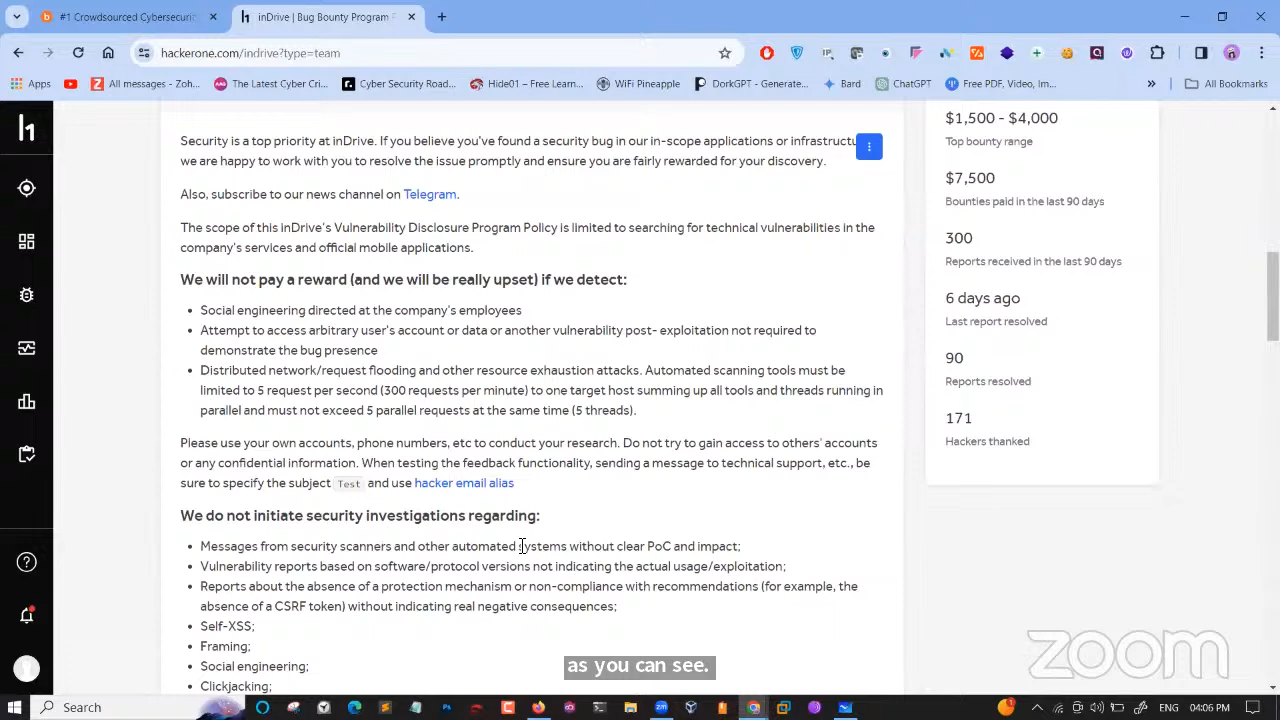 #1 Crowdsourced Cybersecuri
inDrive | Bug Bounty Program F
hackerone.com/indrive?type=team
Apps
All messages - Zoh...
The Latest Cyber Cri...
Cyber Security Road...
Hide01 – Free Learn...
WiFi Pineapple
DorkGPT - Generate...
Bard
ChatGPT
Free PDF, Video, Im...
All Bookmarks
Security is a top priority at inDrive. If you believe you've found a security bug in our in-scope applications or infrastructu
we are happy to work with you to resolve the issue promptly and ensure you are fairly rewarded for your discovery.
Also, subscribe to our news channel on Telegram.
The scope of this inDrive's Vulnerability Disclosure Program Policy is limited to searching for technical vulnerabilities in the
company's services and official mobile applications.
We will not pay a reward (and we will be really upset) if we detect:
• Social engineering directed at the company's employees
• Attempt to access arbitrary user's account or data or another vulnerability post- exploitation not required to
demonstrate the bug presence
• Distributed network/request flooding and other resource exhaustion attacks. Automated scanning tools must be
limited to 5 request per second (300 requests per minute) to one target host summing up all tools and threads running in
parallel and must not exceed 5 parallel requests at the same time (5 threads).
Please use your own accounts, phone numbers, etc to conduct your research. Do not try to gain access to others' accounts
or any confidential information. When testing the feedback functionality, sending a message to technical support, etc., be
sure to specify the subject Test and use hacker email alias
We do not initiate security investigations regarding:
• Messages from security scanners and other automated systems without clear PoC and impact;
• Vulnerability reports based on software/protocol versions not indicating the actual usage/exploitation;
• Reports about the absence of a protection mechanism or non-compliance with recommendations (for example, the
absence of a CSRF token) without indicating real negative consequences;
• Self-XSS;
• Framing;
• Social engineering;
• Clickjacking;
$1,500 - $4,000
Top bounty range
$7,500
Bounties paid in the last 90 days
300
Reports received in the last 90 days
6 days ago
Last report resolved
90
Reports resolved
171
Hackers thanked
as you can see.
zoom
Search
04:06 PM